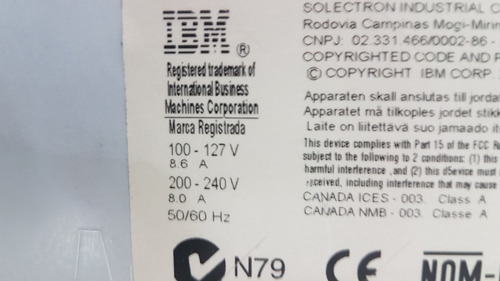 IBM ®
Registered trademark of
International Business
Machines Corporation
Marca Registrada
100 - 127 V
8.6 A
200 - 240 V
8.0 A
50/60 Hz
N79
SOLECTRON INDUSTRIAL
Rodovia Campinas Mogi-Mirim
CNPJ: 02.331 466/0002-86 -
COPYRIGHTED CODE AND
© COPYRIGHT IBM CORP.
Apparaten skall anslutas till
Apparatet må tilkoples jordet
Laite on liitettävä suo jamaado
This device complies with Part 15 of the FCC
subject to the following to 2 conditions: (1) this
harmful interference ,and (2) this dSevice must
received, including interference that may cause
CANADA ICES - 003. Class A
CANADA NMB - 003. Classe A
CE NOM-